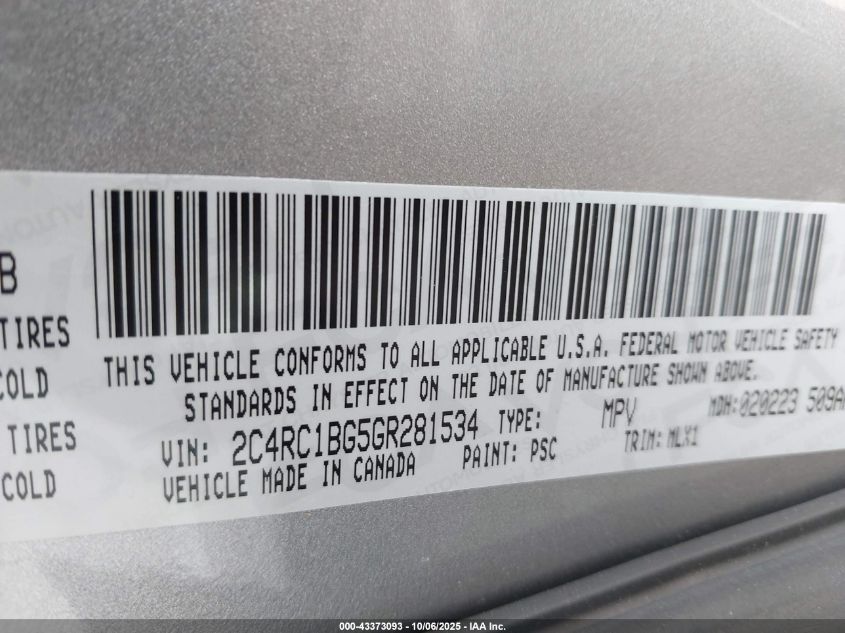 B
TIRES
COLD
TIRES
COLD
THIS VEHICLE CONFORMS TO ALL APPLICABLE U.S.A. FEDERAL MOTOR VEHICLE SAFETY
STANDARDS IN EFFECT ON THE DATE OF MANUFACTURE SHOWN ABOVE.
VIN: 2C4RC1BG5GR281534 TYPE: MPV MDH:020223 509A
VEHICLE MADE IN CANADA PAINT: PSC TRIM: MLX1
000-43373093 - 10/06/2025 - IAA Inc.